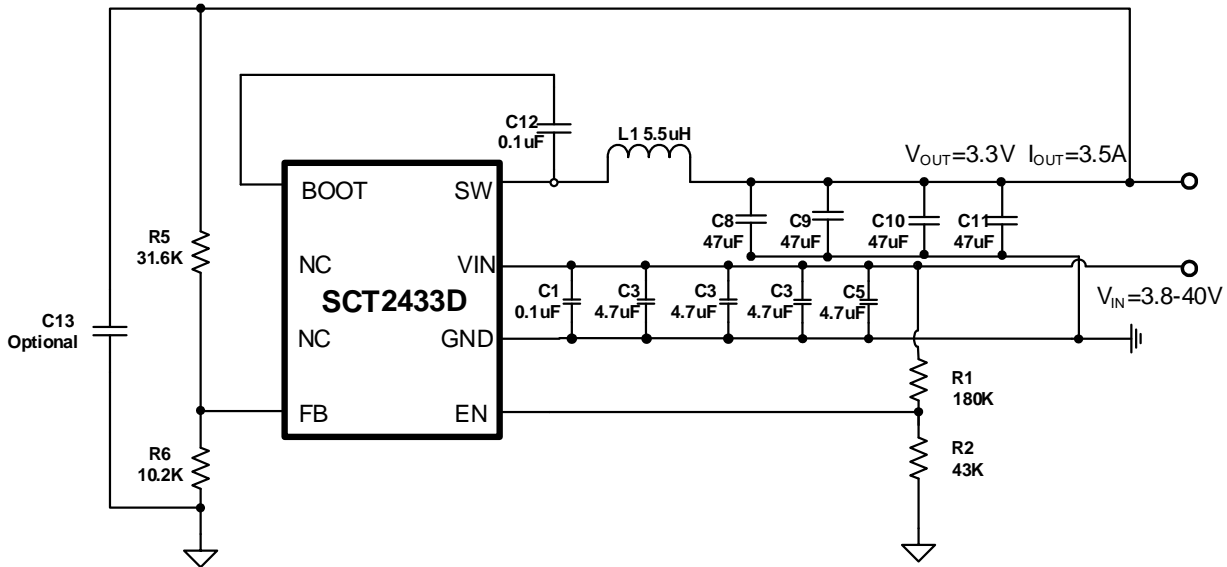 C12
0.1uF
L1 5.5uH
VOUT=3.3V IOUT=3.5A
BOOT
SW
C8
47uF
C9
47uF
C10
47uF
C11
47uF
R5
31.6K
NC
VIN
SCT2433D
C1
0.1uF
C3
4.7uF
C3
4.7uF
C3
4.7uF
C5
4.7uF
VIN=3.8-40V
C13
Optional
NC
GND
R1
180K
FB
EN
R6
10.2K
R2
43K